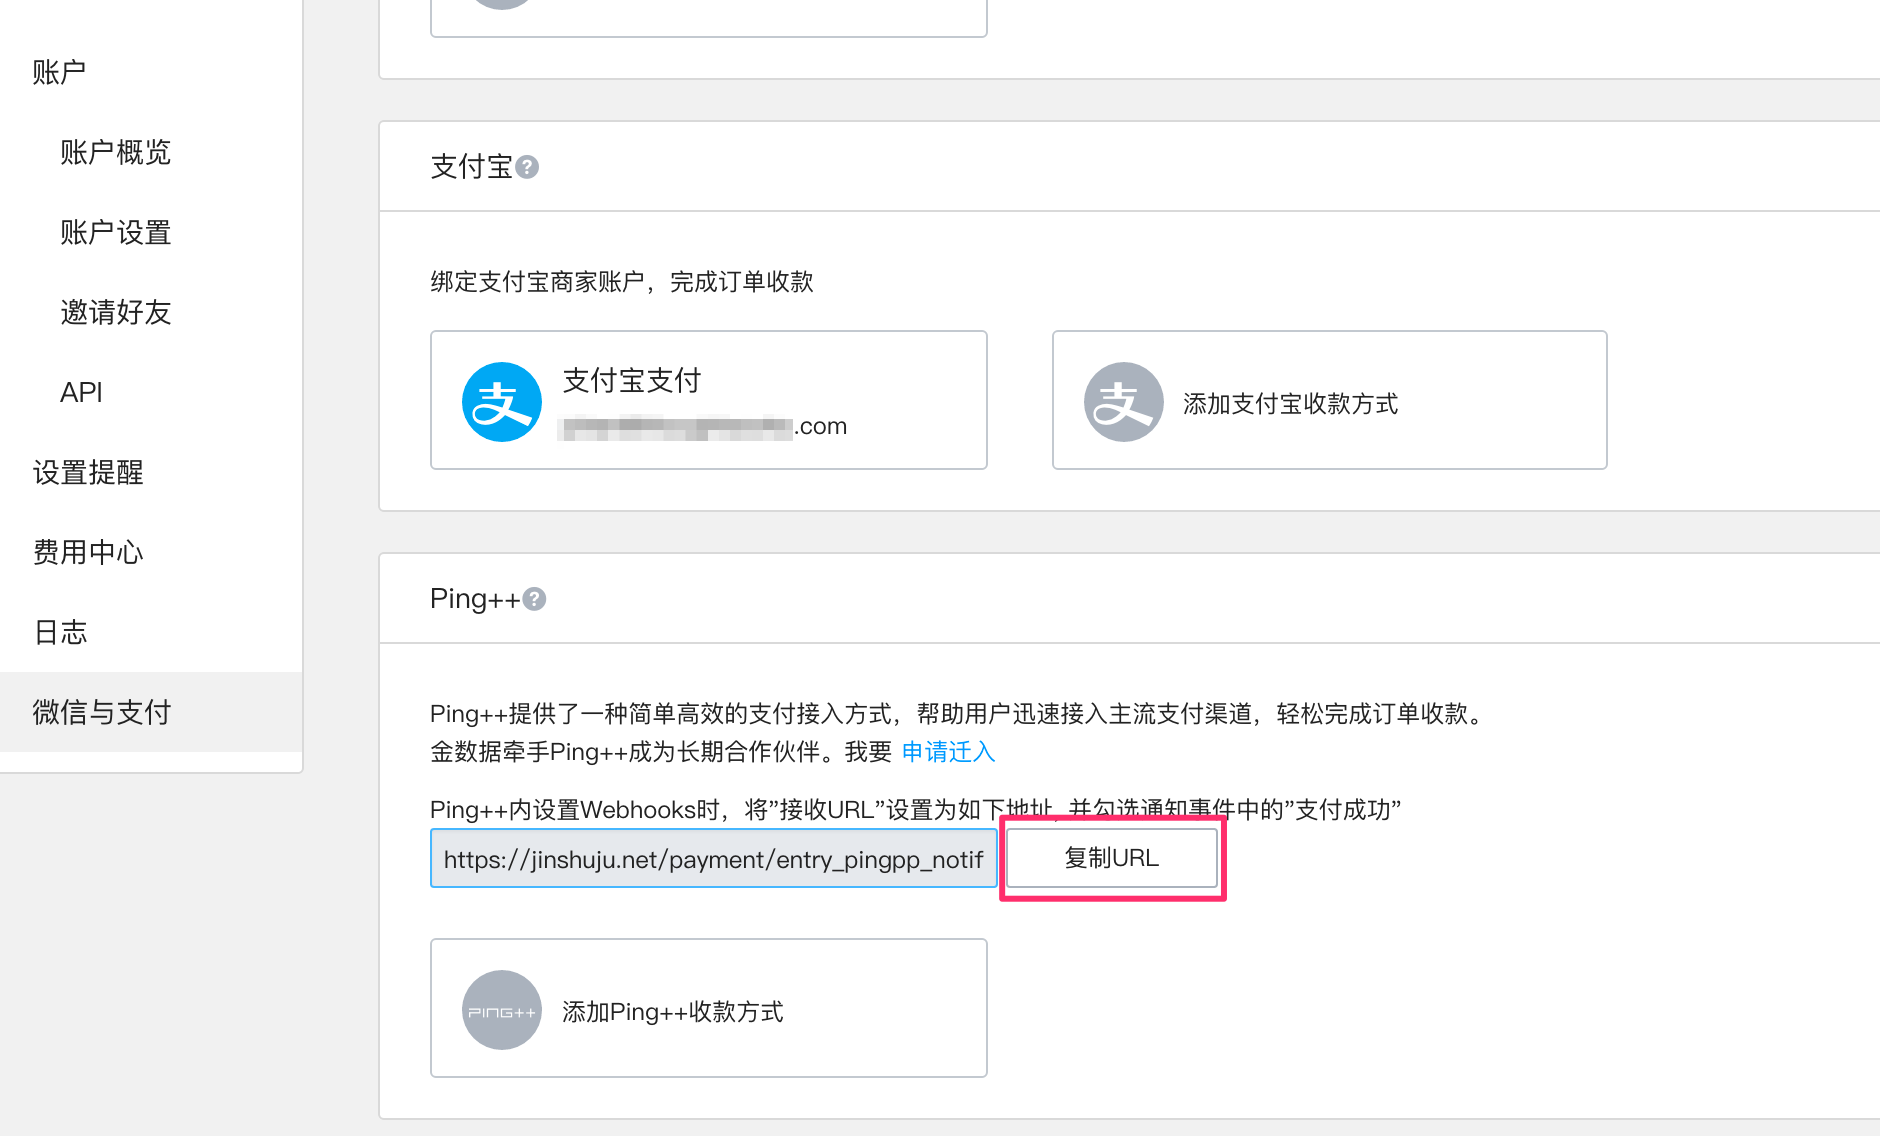 账户
账户概览
账户设置
邀请好友
API
设置提醒
费用中心
日志
微信与支付
支付宝?
绑定支付宝商家账户，完成订单收款
支
支付宝支付
.com
支
添加支付宝收款方式
Ping++?
Ping++提供了一种简单高效的支付接入方式，帮助用户迅速接入主流支付渠道，轻松完成订单收款。
金数据牵手Ping++成为长期合作伙伴。我要 申请迁入
Ping++内设置Webhooks时，将”接收URL”设置为如下地址, 并勾选通知事件中的”支付成功”
https://jinshuju.net/payment/entry_pingpp_notif
复制URL
PING++
添加Ping++收款方式